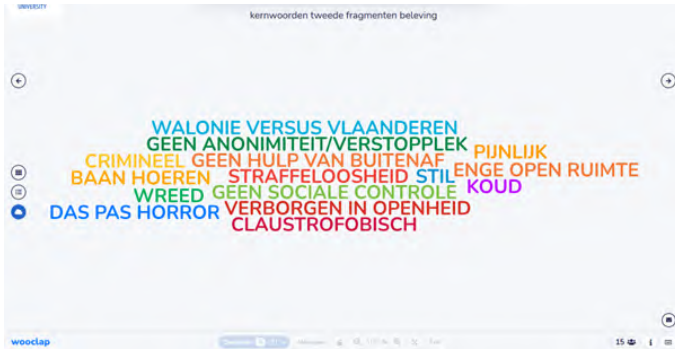 UNIVERSITY
kernwoorden tweede fragmenten beleving
WALONIE VERSUS VLAANDEREN
GEEN ANONIMITEIT/VERSTOPPLEK
PIJNLIJK
CRIMINEEL
GEEN HULP VAN BUITENAF
ENGE OPEN RUIMTE
BAAN HOEREN
STRAFFELOOSHEID
STIL
KOUD
WREED
GEEN SOCIALE CONTROLE
DAS PAS HORROR
VERBORGEN IN OPENHEID
CLAUSTROFOBISCH
wooclap
15